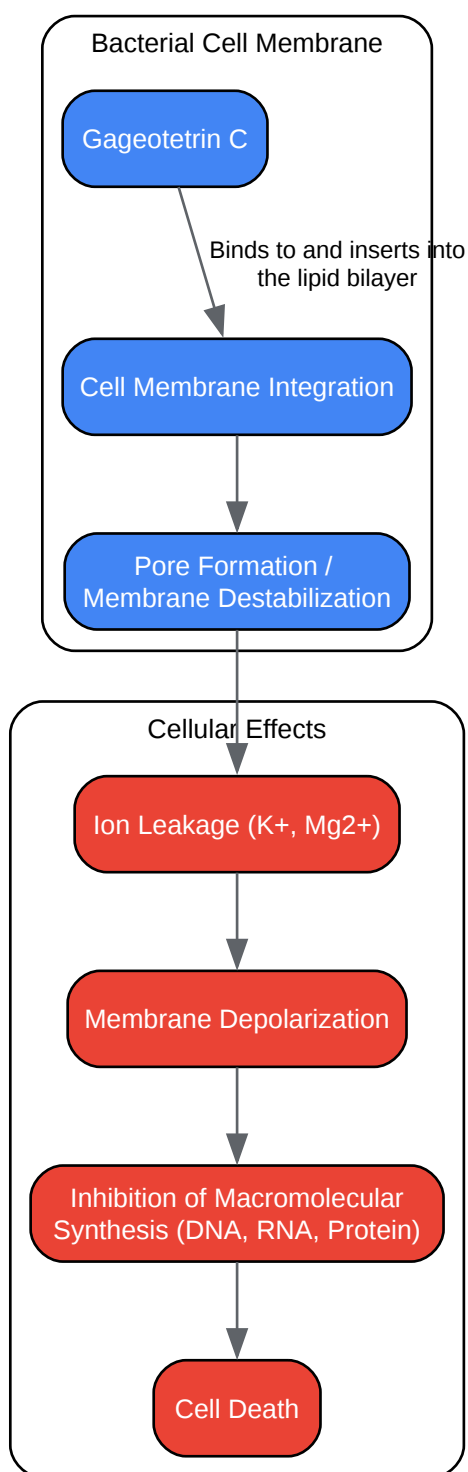 Bacterial Cell Membrane
Gageotetrin C
Binds to and inserts into
the lipid bilayer
Cell Membrane Integration
Pore Formation /
Membrane Destabilization
Cellular Effects
Ion Leakage (K+, Mg2+)
Membrane Depolarization
Inhibition of Macromolecular
Synthesis (DNA, RNA, Protein)
Cell Death